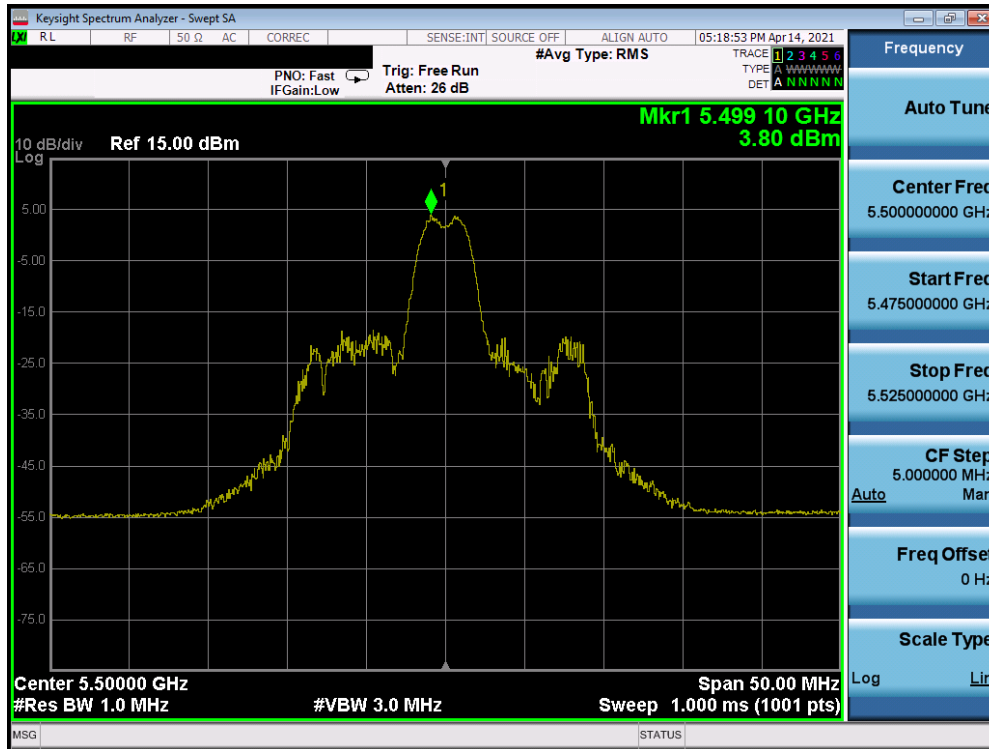 Keysight Spectrum Analyzer - Swept SA
LXI RL RF 50 Ω AC CORREC SENSE:INT SOURCE OFF ALIGN AUTO 05:18:53 PM Apr 14, 2021
#Avg Type: RMS
TRACE 1 2 3 4 5 6
TYPE A WWWWW
DET A N N N N N
PNO: Fast
IFGain:Low
Trig: Free Run
Atten: 26 dB
Mkr1 5.499 10 GHz
3.80 dBm
10 dB/div Ref 15.00 dBm
Log
1
5.00
-5.00
-15.0
-25.0
-35.0
-45.0
-55.0
-65.0
-75.0
Center 5.50000 GHz Span 50.00 MHz
#Res BW 1.0 MHz #VBW 3.0 MHz Sweep 1.000 ms (1001 pts)
MSG STATUS
Frequency
Auto Tune
Center Freq
5.500000000 GHz
Start Freq
5.475000000 GHz
Stop Freq
5.525000000 GHz
CF Step
5.000000 MHz
Auto Man
Freq Offset
0 Hz
Scale Type
Log Lin